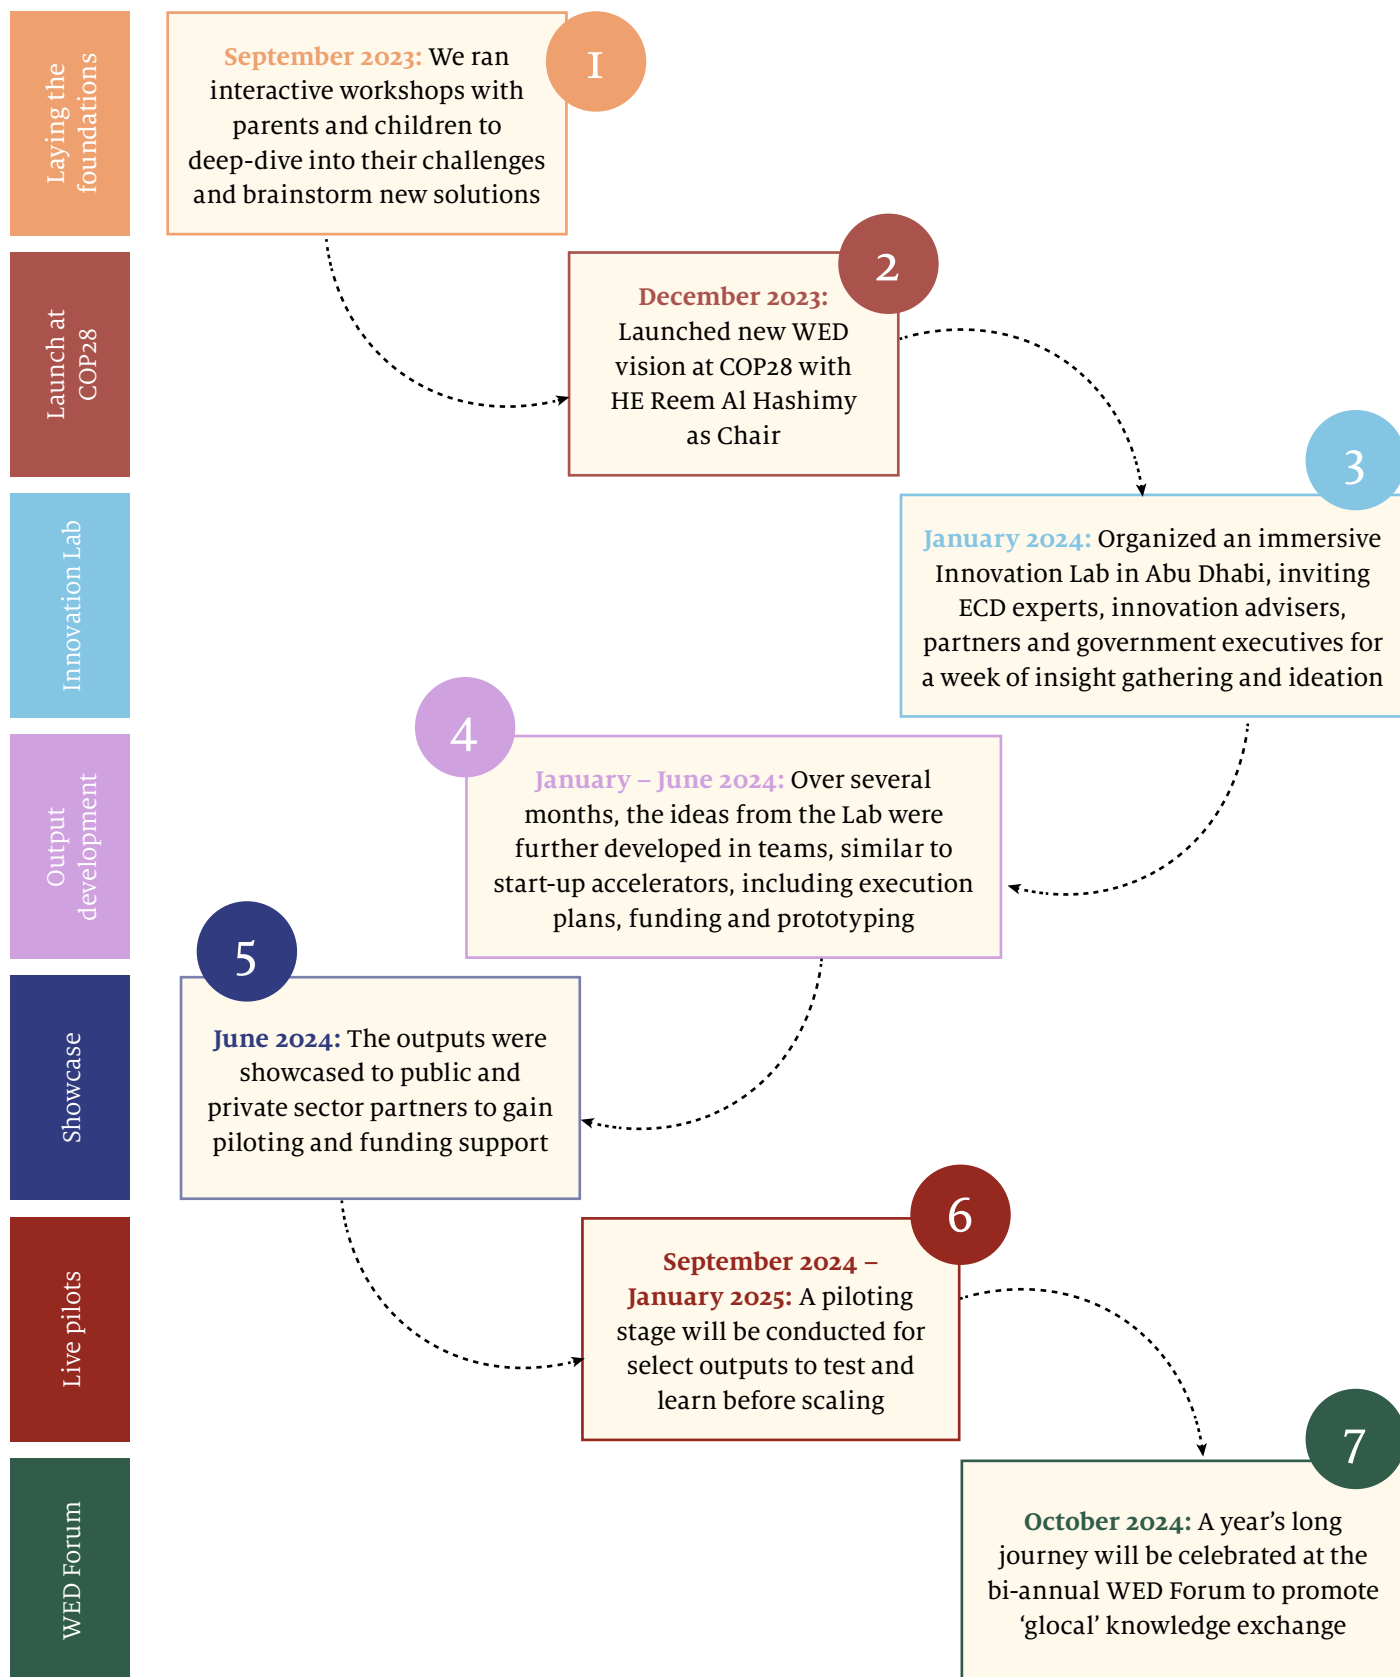 Laying the
foundations
September 2023: We ran
interactive workshops with
parents and children to
deep-dive into their challenges
and brainstorm new solutions
1
Launch at
COP28
December 2023:
Launched new WED
vision at COP28 with
HE Reem Al Hashimy
as Chair
2
Innovation Lab
January 2024: Organized an immersive
Innovation Lab in Abu Dhabi, inviting
ECD experts, innovation advisers,
partners and government executives for
a week of insight gathering and ideation
3
Output
development
4
January – June 2024: Over several
months, the ideas from the Lab were
further developed in teams, similar to
start-up accelerators, including execution
plans, funding and prototyping
Showcase
5
June 2024: The outputs were
showcased to public and
private sector partners to gain
piloting and funding support
Live pilots
6
September 2024 –
January 2025: A piloting
stage will be conducted for
select outputs to test and
learn before scaling
WED Forum
7
October 2024: A year’s long
journey will be celebrated at the
bi-annual WED Forum to promote
‘glocal’ knowledge exchange